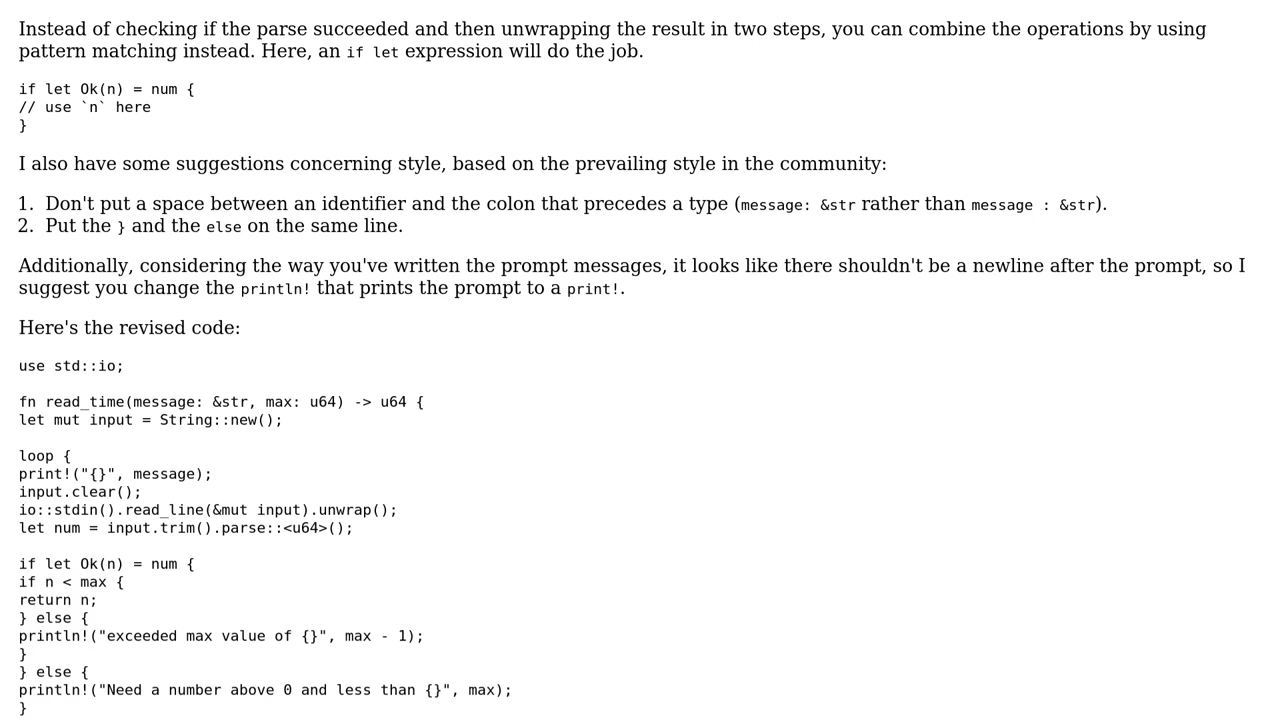 Instead of checking if the parse succeeded and then unwrapping the result in two steps, you can combine the operations by using
pattern matching instead. Here, an if let expression will do the job.
if let Ok(n) = num {
// use `n` here
}
I also have some suggestions concerning style, based on the prevailing style in the community:
1. Don't put a space between an identifier and the colon that precedes a type (message: &str rather than message : &str).
2. Put the } and the else on the same line.
Additionally, considering the way you've written the prompt messages, it looks like there shouldn't be a newline after the prompt, so I
suggest you change the println! that prints the prompt to a print!.
Here's the revised code:
use std::io;
fn read_time(message: &str, max: u64) -> u64 {
let mut input = String::new();
loop {
print!("{}", message);
input.clear();
io::stdin().read_line(&mut input).unwrap();
let num = input.trim().parse::<u64>();
if let Ok(n) = num {
if n < max {
return n;
} else {
println!("exceeded max value of {}", max - 1);
}
} else {
println!("Need a number above 0 and less than {}", max);
}